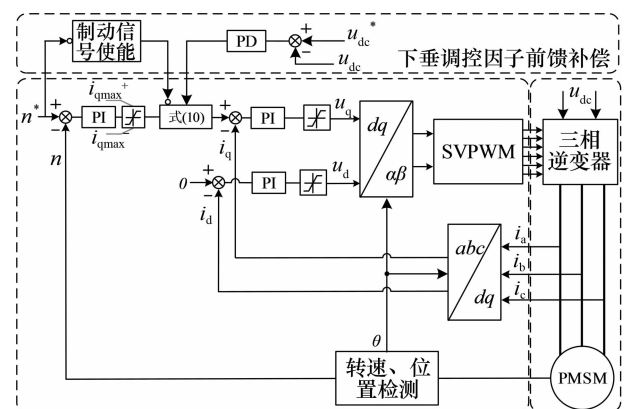 制动信
号使能
PD
u_dc*
u_dc
下垂调控因子前馈补偿
+
−
i_qmax+
i_qmax−
n*
+
−
PI
式(10)
+
−
PI
u_q
dq
αβ
SVPWM
u_dc
三相
逆变器
n
i_q
0
+
−
PI
u_d
i_d
abc
dq
i_a
i_b
i_c
θ
转速、位
置检测
PMSM